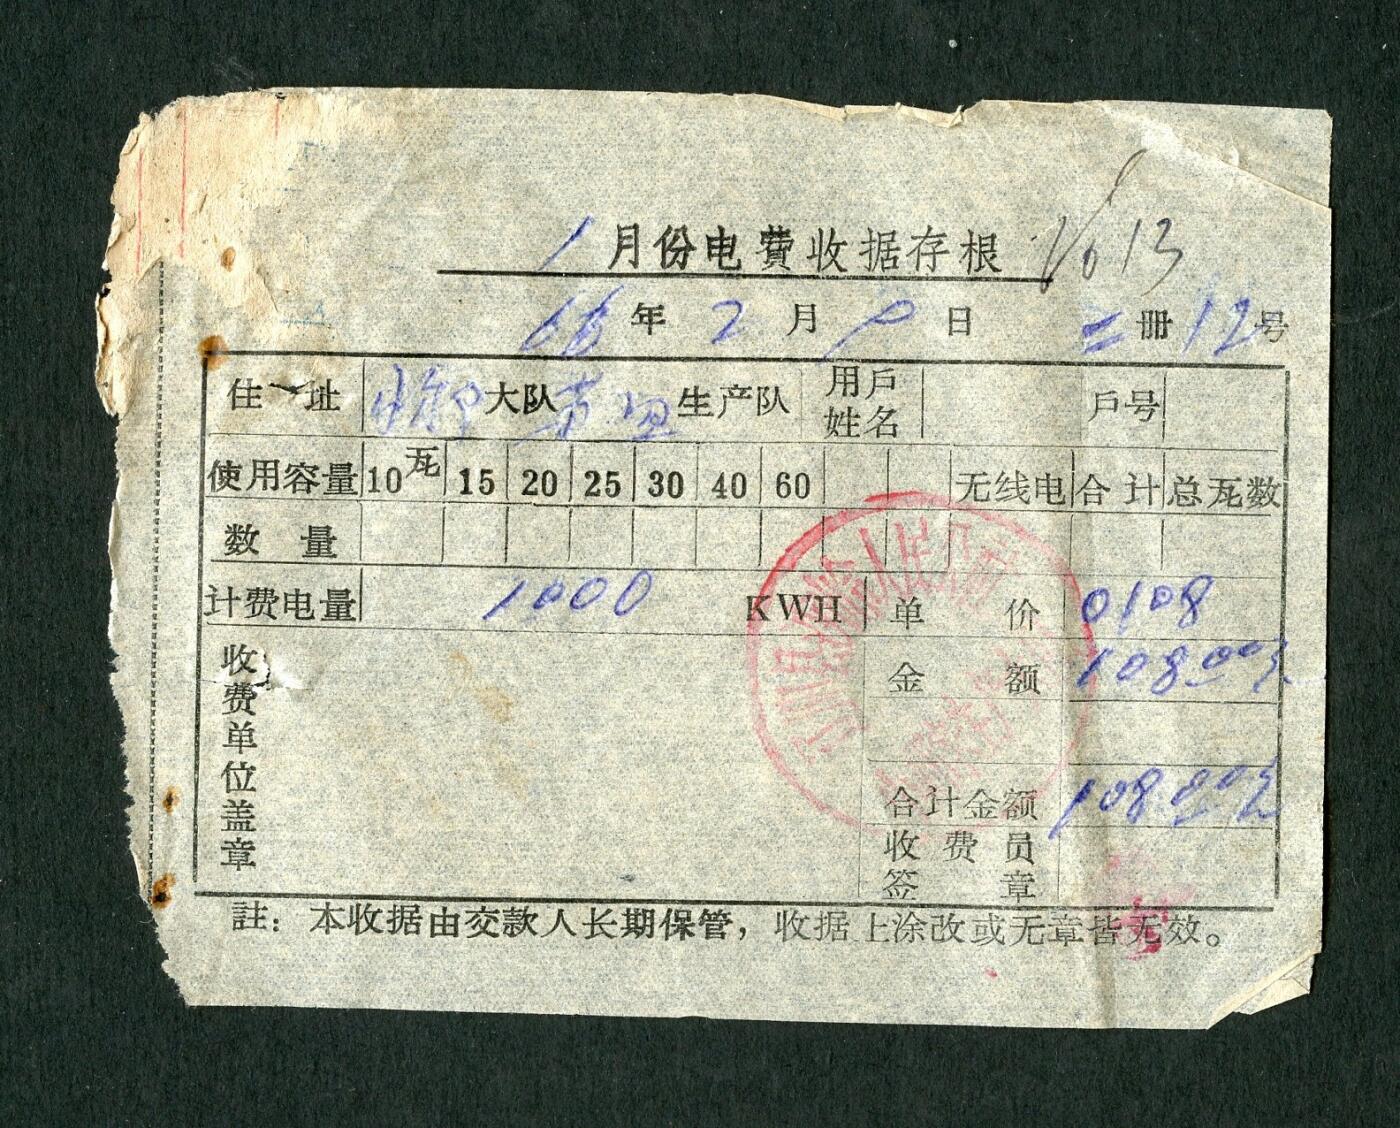 1月份电费收据存根
13
66年2月 日 二册12号
住址 大队 生产队 用戶姓名 戶号
使用容量 10瓦 15 20 25 30 40 60 无线电 合计 总瓦数
数量
计费电量 1000 KWH 单价 0108
收费单位盖章
金额 108.00
合计金额 108.00
收费员签章
註：本收据由交款人长期保管，收据上涂改或无章皆无效。